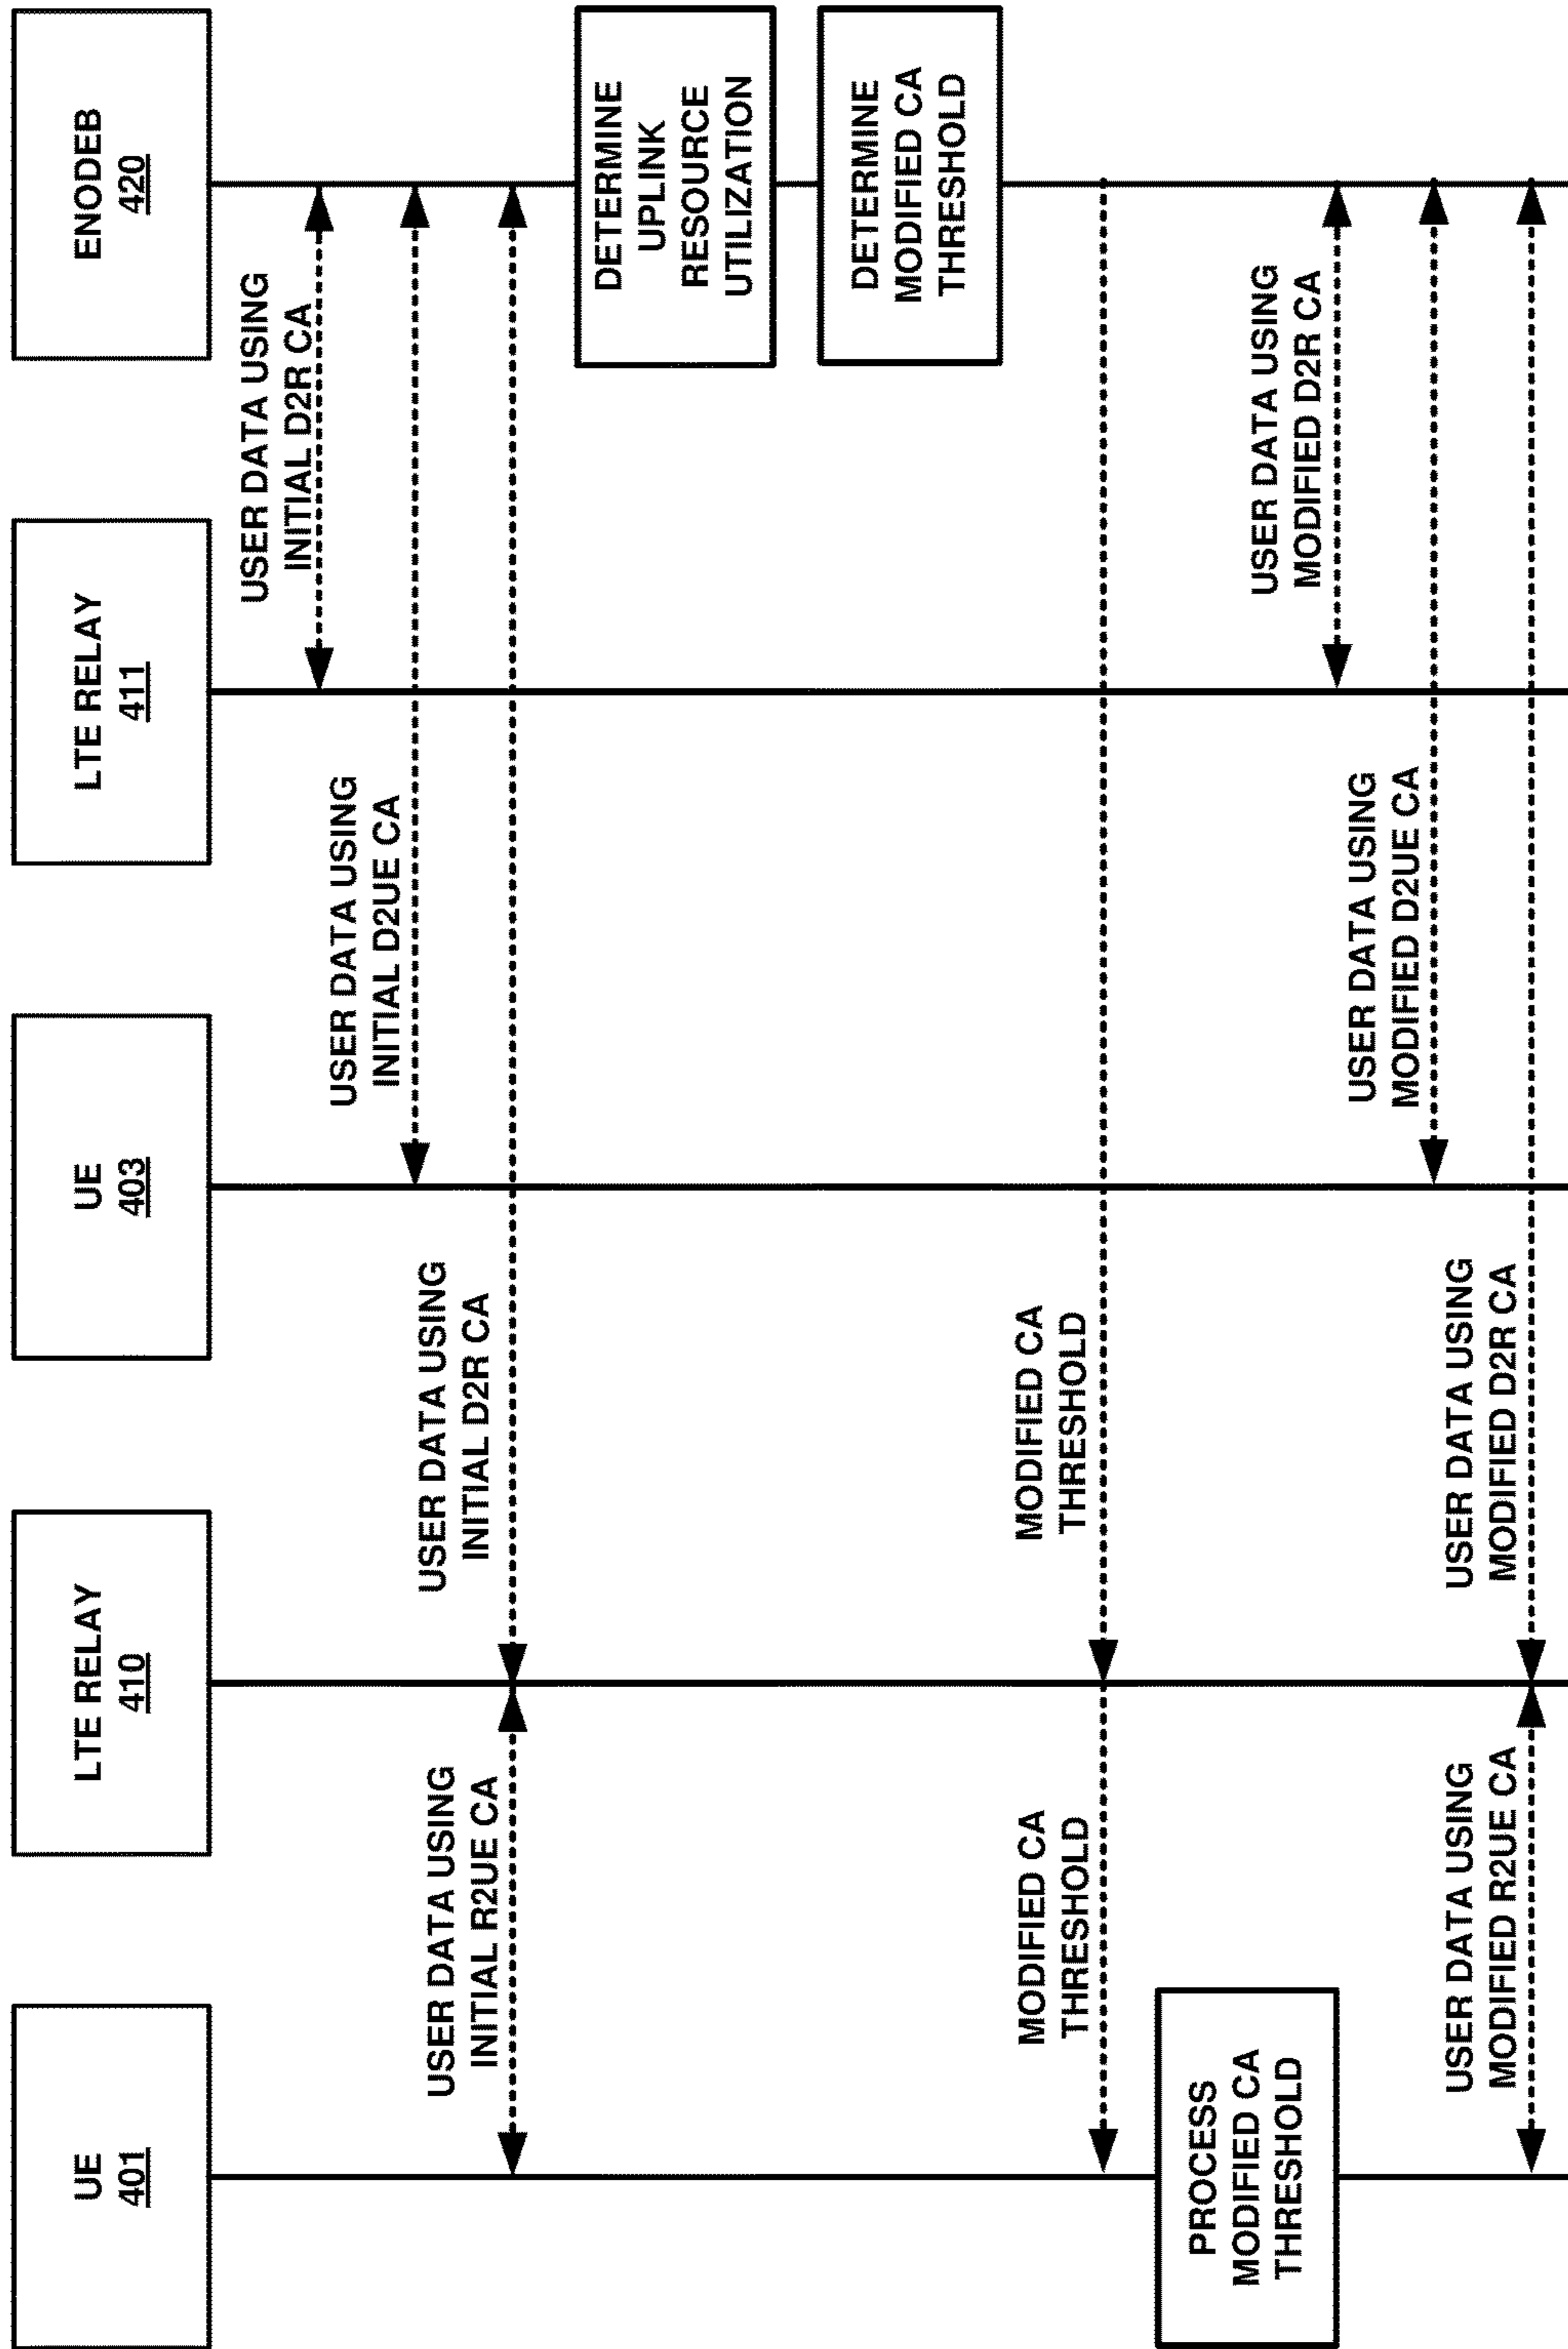 UE
401
LTE RELAY
410
UE
403
LTE RELAY
411
ENODEB
420
USER DATA USING
INITIAL D2R CA
USER DATA USING
INITIAL D2UE CA
USER DATA USING
INITIAL R2UE CA
USER DATA USING
INITIAL D2R CA
DETERMINE
UPLINK
RESOURCE
UTILIZATION
DETERMINE
MODIFIED CA
THRESHOLD
MODIFIED CA
THRESHOLD
MODIFIED CA
THRESHOLD
PROCESS
MODIFIED CA
THRESHOLD
USER DATA USING
MODIFIED D2R CA
USER DATA USING
MODIFIED D2UE CA
USER DATA USING
MODIFIED R2UE CA
USER DATA USING
MODIFIED D2R CA